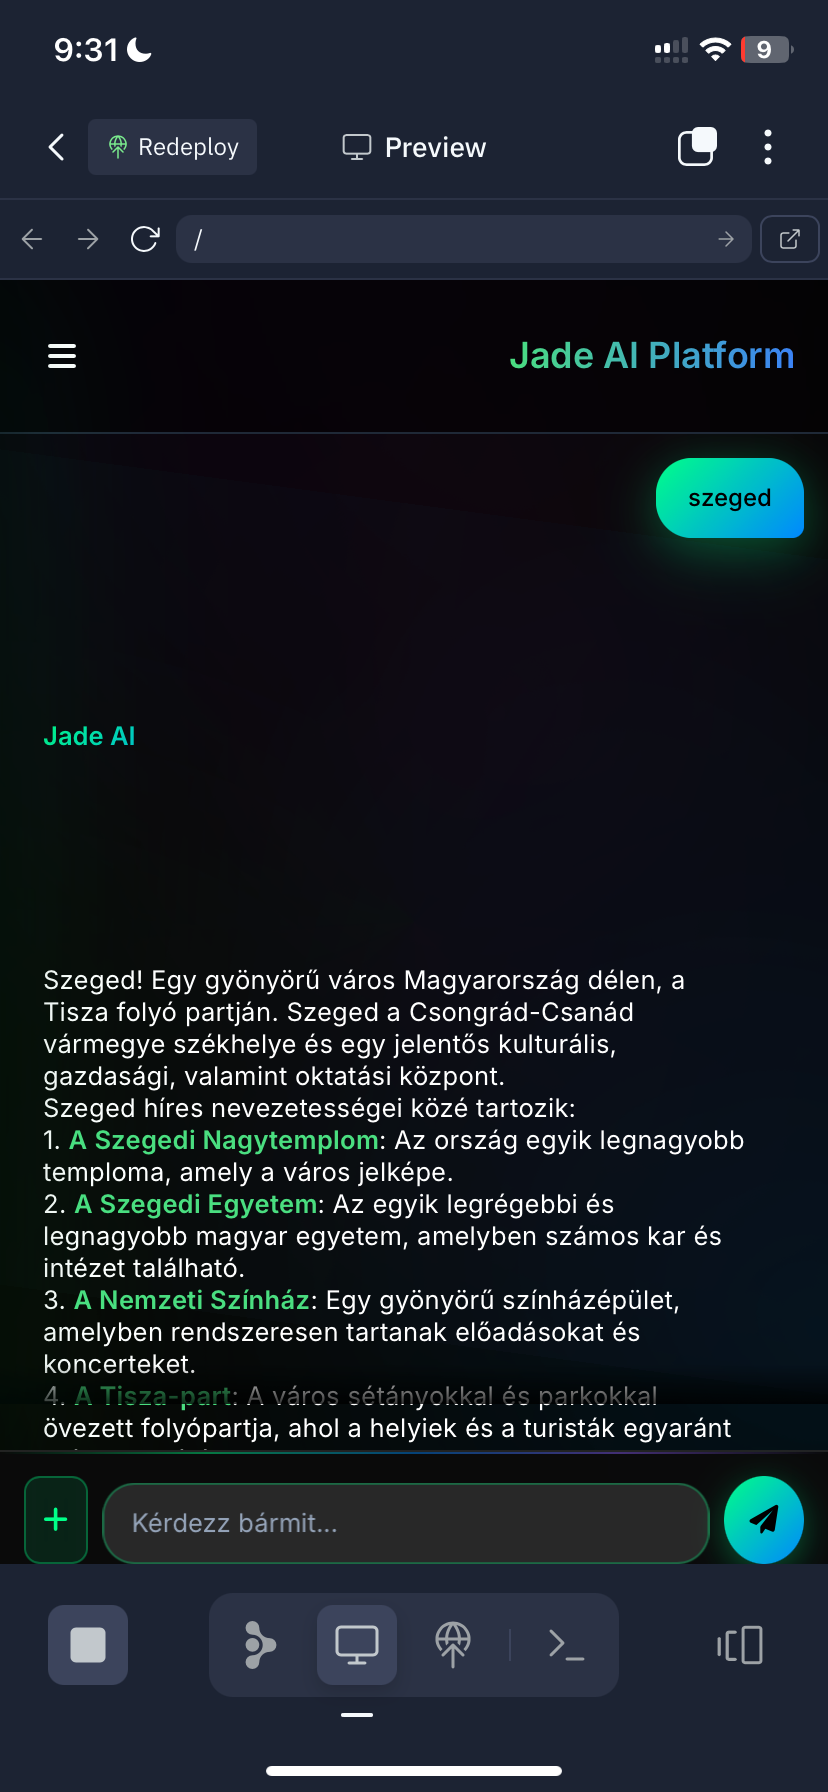 9:31
9
Redeploy
Preview
/
Jade AI Platform
szeged
Jade AI
Szeged! Egy gyönyörű város Magyarország délen, a
Tisza folyó partján. Szeged a Csongrád-Csanád
vármegye székhelye és egy jelentős kulturális,
gazdasági, valamint oktatási központ.
Szeged híres nevezetességei közé tartozik:
1. A Szegedi Nagytemplom: Az ország egyik legnagyobb
temploma, amely a város jelképe.
2. A Szegedi Egyetem: Az egyik legrégebbi és
legnagyobb magyar egyetem, amelyben számos kar és
intézet található.
3. A Nemzeti Színház: Egy gyönyörű színházépület,
amelyben rendszeresen tartanak előadásokat és
koncerteket.
4. A Tisza-part: A város sétányokkal és parkokkal
övezett folyópartja, ahol a helyiek és a turisták egyaránt
Kérdezz bármit...